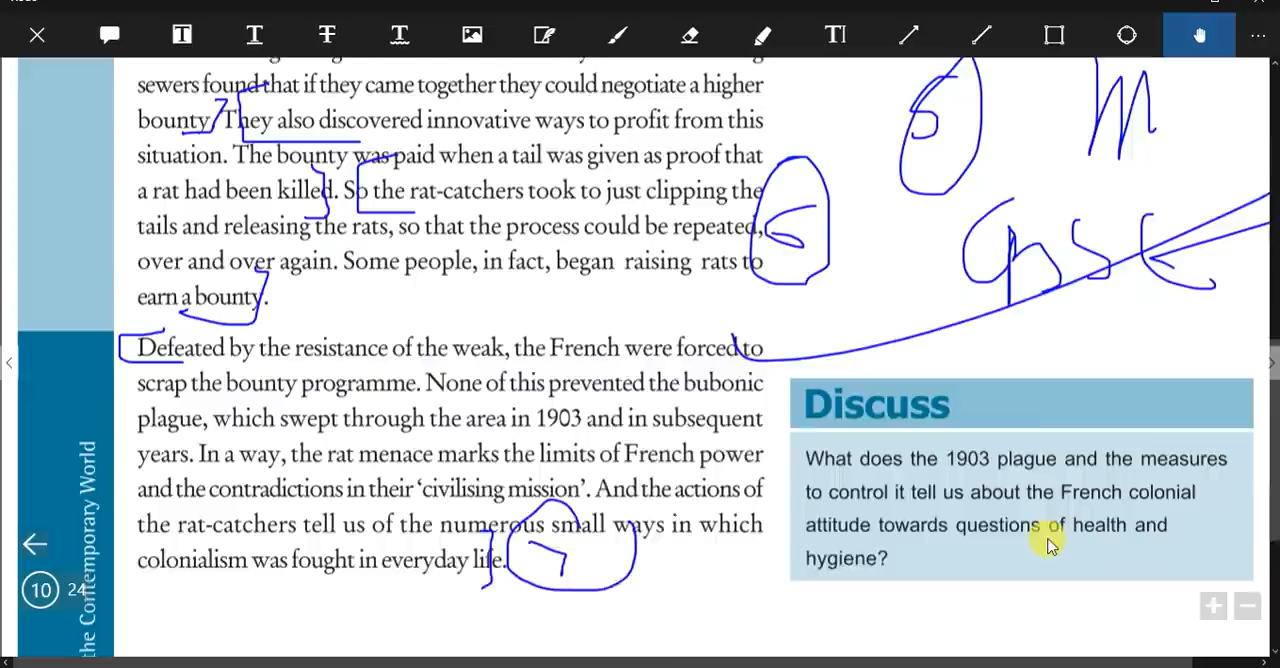 sewers found that if they came together they could negotiate a higher
bounty. They also discovered innovative ways to profit from this
situation. The bounty was paid when a tail was given as proof that
a rat had been killed. So the rat-catchers took to just clipping the
tails and releasing the rats, so that the process could be repeated,
over and over again. Some people, in fact, began raising rats to
earn a bounty.
Defeated by the resistance of the weak, the French were forced to
scrap the bounty programme. None of this prevented the bubonic
plague, which swept through the area in 1903 and in subsequent
years. In a way, the rat menace marks the limits of French power
and the contradictions in their ‘civilising mission’. And the actions of
the rat-catchers tell us of the numerous small ways in which
colonialism was fought in everyday life.
7
5
M
Discuss
What does the 1903 plague and the measures
to control it tell us about the French colonial
attitude towards questions of health and
hygiene?
the Contemporary World
10 24